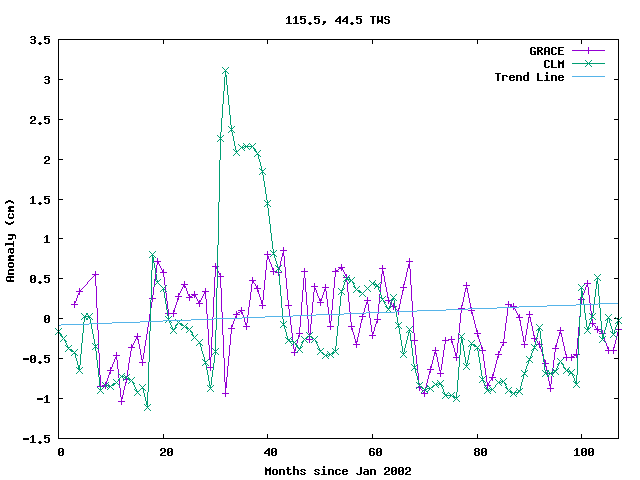 115.5, 44.5 TWS
GRACE
CLM
Trend Line
3.5
3
2.5
2
1.5
1
0.5
0
-0.5
-1
-1.5
Anomaly (cm)
0 20 40 60 80 100
Months since Jan 2002